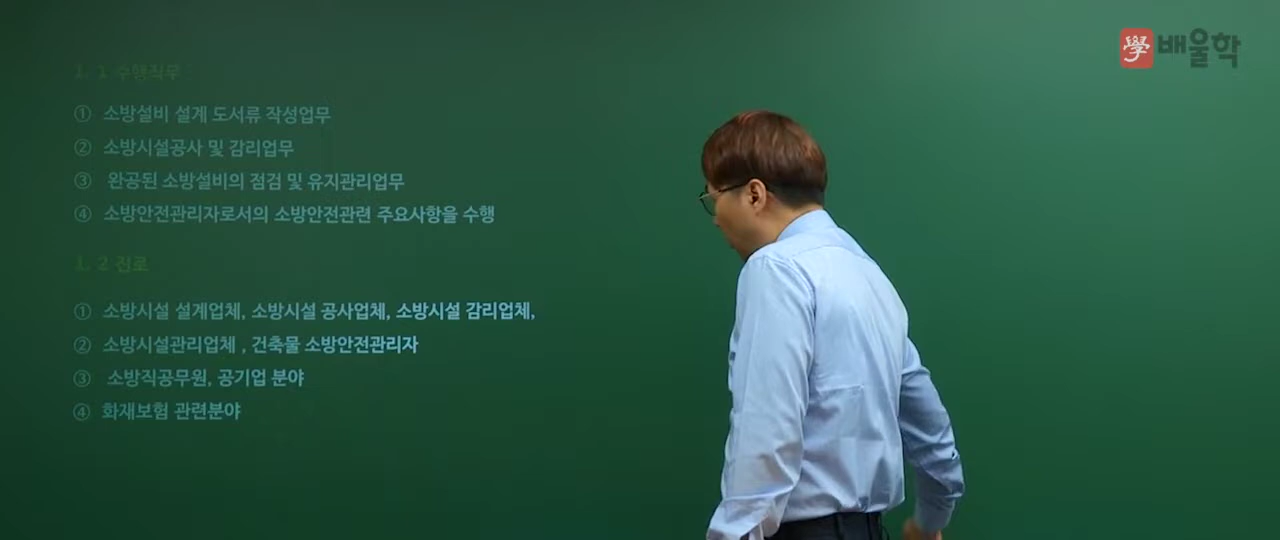 學 배울학
1. 1 수행직무
① 소방설비 설계 도서류 작성업무
② 소방시설공사 및 감리업무
③ 완공된 소방설비의 점검 및 유지관리업무
④ 소방안전관리자로서의 소방안전관련 주요사항을 수행
1. 2 진로
① 소방시설 설계업체, 소방시설 공사업체, 소방시설 감리업체,
② 소방시설관리업체 , 건축물 소방안전관리자
③ 소방직공무원, 공기업 분야
④ 화재보험 관련분야